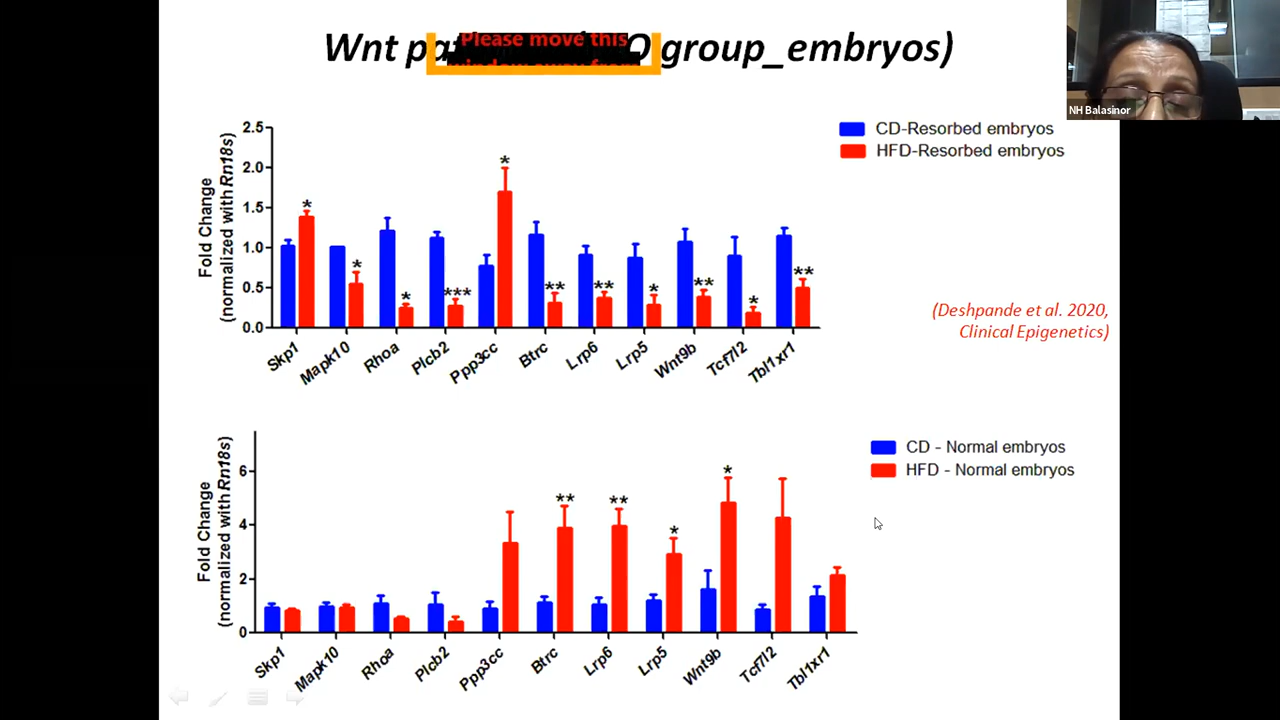 Wnt pa
Please move this
group_embryos)
NH Balasinor
Fold Change
(normalized with Rn18s)
2.5
2.0
1.5
1.0
0.5
0.0
* * * *** * ** ** * ** * **
CD-Resorbed embryos
HFD-Resorbed embryos
Skp1 Mapk10 Rhoa Plcb2 Ppp3cc Btrc Lrp6 Lrp5 Wnt9b Tcf7l2 Tbl1xr1
(Deshpande et al. 2020,
Clinical Epigenetics)
Fold Change
(normalized with Rn18s)
6
4
2
0
** ** * *
CD - Normal embryos
HFD - Normal embryos
Skp1 Mapk10 Rhoa Plcb2 Ppp3cc Btrc Lrp6 Lrp5 Wnt9b Tcf7l2 Tbl1xr1